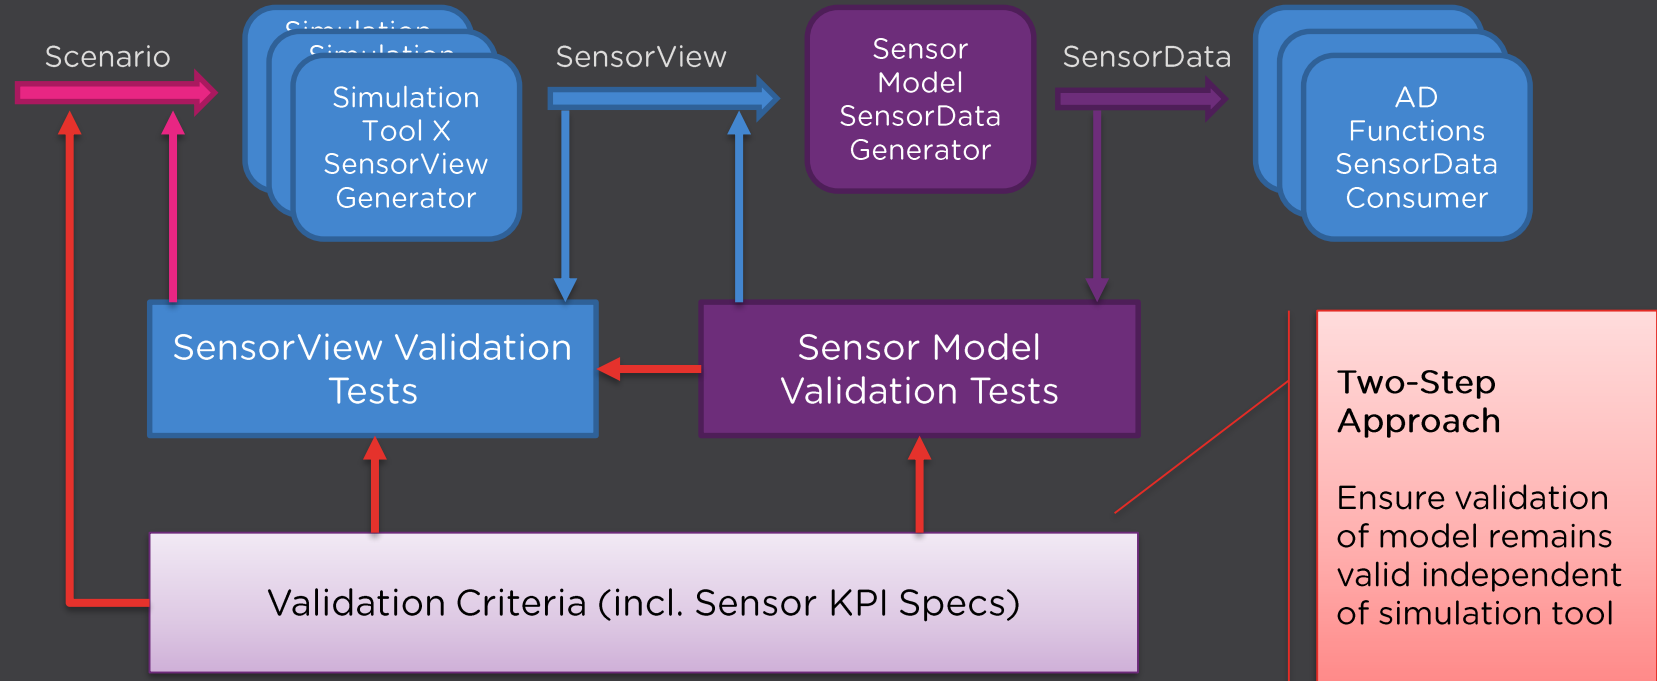 Scenario
Simulation
Simulation
Simulation
Tool X
SensorView
Generator
SensorView
Sensor
Model
SensorData
Generator
SensorData
AD
Functions
SensorData
Consumer
SensorView Validation
Tests
Sensor Model
Validation Tests
Validation Criteria (incl. Sensor KPI Specs)
Two-Step
Approach
Ensure validation
of model remains
valid independent
of simulation tool